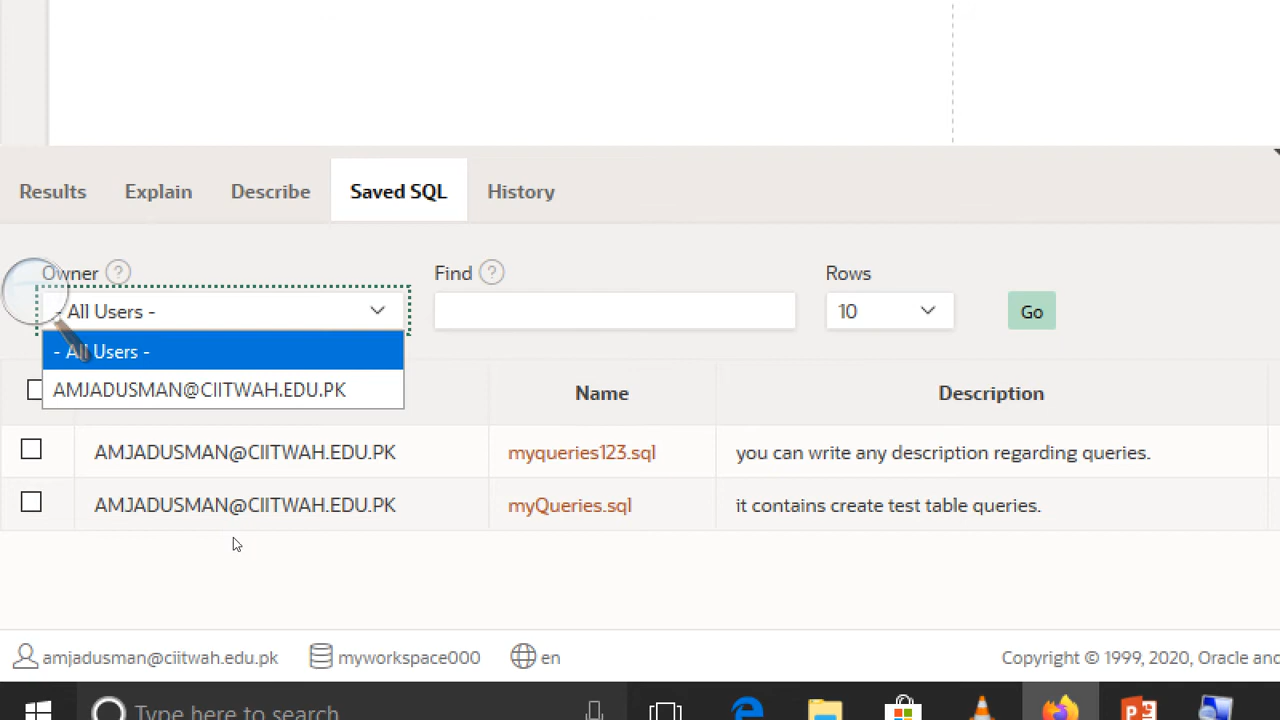 Results Explain Describe Saved SQL History
Owner ? Find ? Rows
- All Users - 10 Go
- All Users -
AMJADUSMAN@CIITWAH.EDU.PK
Name Description
AMJADUSMAN@CIITWAH.EDU.PK myqueries123.sql you can write any description regarding queries.
AMJADUSMAN@CIITWAH.EDU.PK myQueries.sql it contains create test table queries.
amjadusman@ciitwah.edu.pk myworkspace000 en Copyright © 1999, 2020, Oracle and
Type here to search